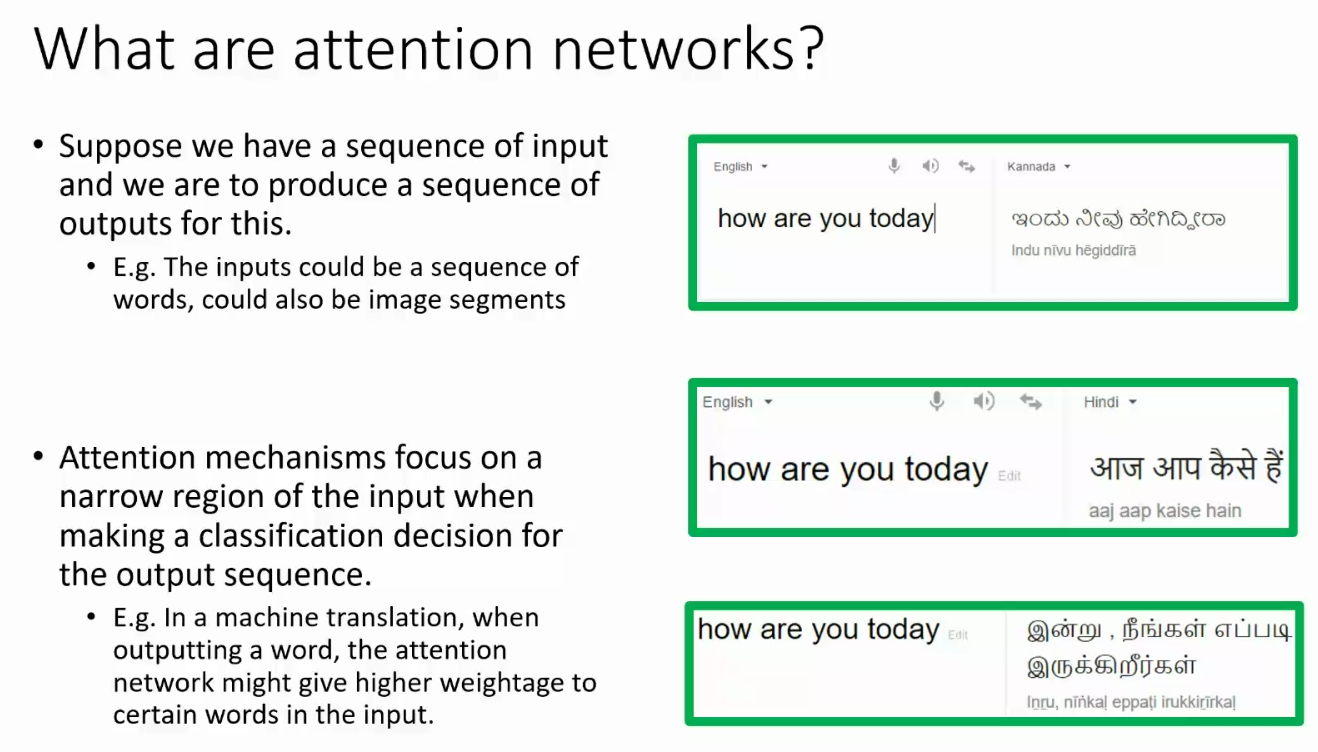 What are attention networks?
• Suppose we have a sequence of input
and we are to produce a sequence of
outputs for this.
• E.g. The inputs could be a sequence of
words, could also be image segments
• Attention mechanisms focus on a
narrow region of the input when
making a classification decision for
the output sequence.
• E.g. In a machine translation, when
outputting a word, the attention
network might give higher weightage to
certain words in the input.
English
Kannada
how are you today
ಇಂದು ನೀವು ಹೇಗಿದ್ದೀರಾ
Indu nīvu hēgiddīrā
English
Hindi
how are you today Edit
आज आप कैसे हैं
aaj aap kaise hain
how are you today Edit
இன்று , நீங்கள் எப்படி
இருக்கிறீர்கள்
Iṉṟu, nīṅkaḷ eppaṭi irukkiṟīrkaḷ